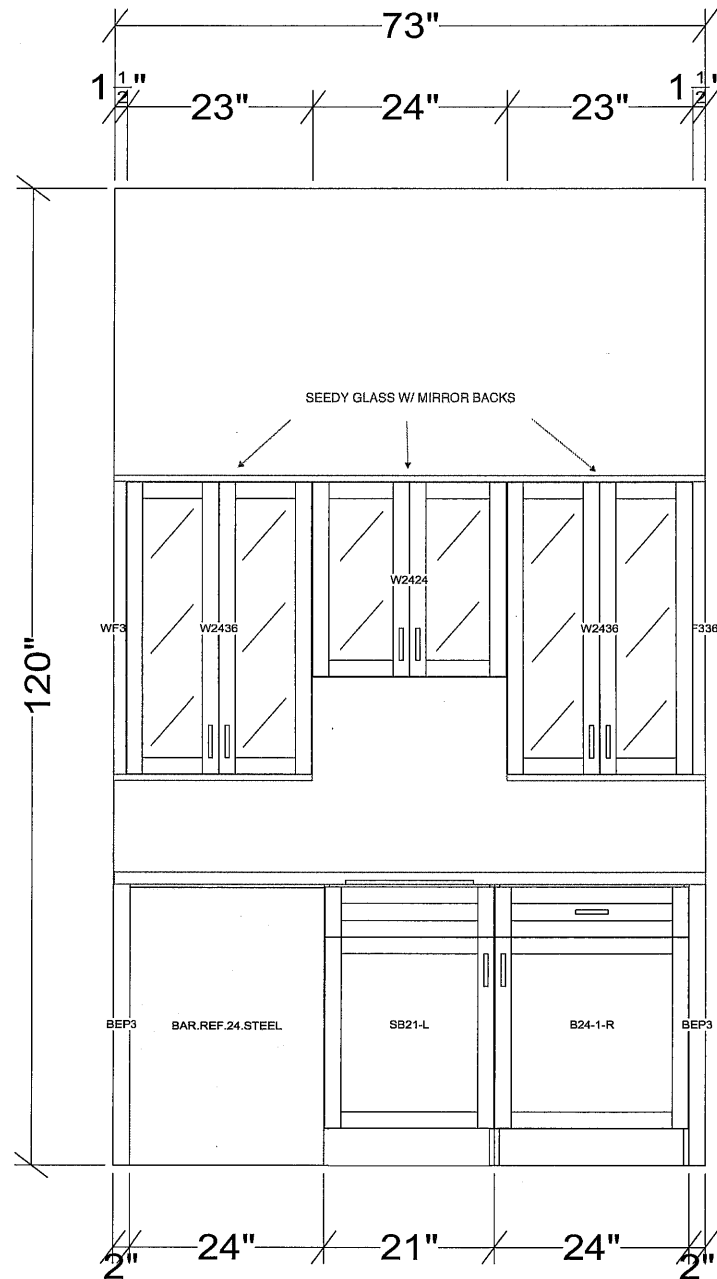 73"
1 1/2" 23" 24" 23" 1 1/2"
SEEDY GLASS W/ MIRROR BACKS
W2424
WF3 W2436 W2436 F336
120"
BEP3 BAR.REF.24.STEEL SB21-L B24-1-R BEP3
2" 24" 21" 24" 2"